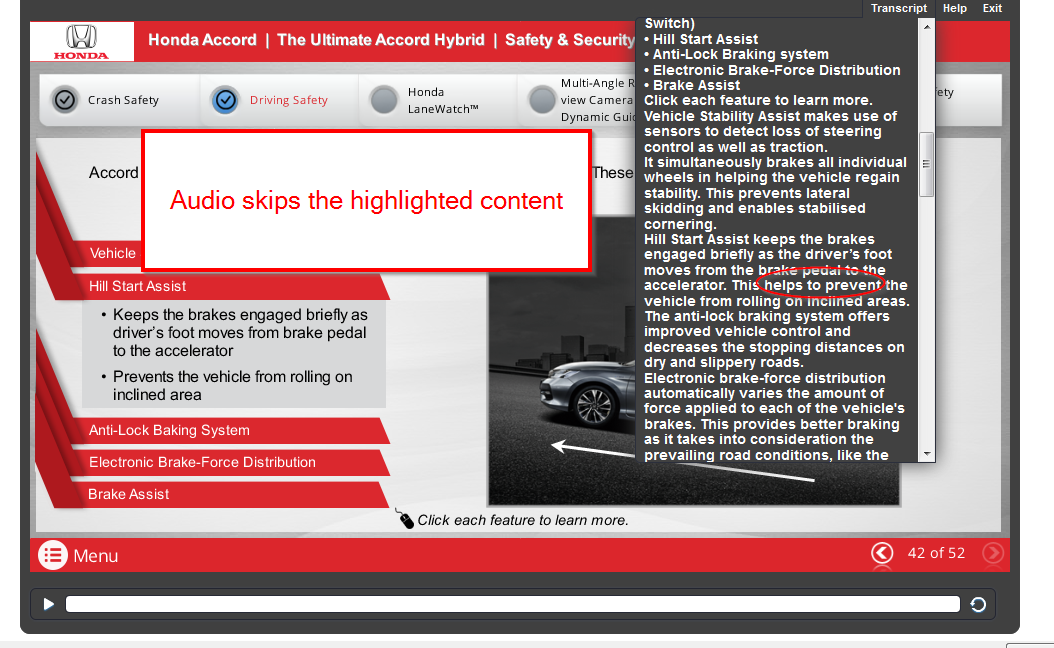 Transcript Help Exit
HONDA
Honda Accord | The Ultimate Accord Hybrid | Safety & Security
Crash Safety
Driving Safety
Honda
LaneWatch™
Multi-Angle R
view Camera
Dynamic Guid
ety
Accord
These
Audio skips the highlighted content
Vehicle
Hill Start Assist
• Keeps the brakes engaged briefly as
driver's foot moves from brake pedal
to the accelerator
• Prevents the vehicle from rolling on
inclined area
Anti-Lock Baking System
Electronic Brake-Force Distribution
Brake Assist
Click each feature to learn more.
Switch)
• Hill Start Assist
• Anti-Lock Braking system
• Electronic Brake-Force Distribution
• Brake Assist
Click each feature to learn more.
Vehicle Stability Assist makes use of
sensors to detect loss of steering
control as well as traction.
It simultaneously brakes all individual
wheels in helping the vehicle regain
stability. This prevents lateral
skidding and enables stabilised
cornering.
Hill Start Assist keeps the brakes
engaged briefly as the driver's foot
moves from the brake pedal to the
accelerator. This helps to prevent the
vehicle from rolling on inclined areas.
The anti-lock braking system offers
improved vehicle control and
decreases the stopping distances on
dry and slippery roads.
Electronic brake-force distribution
automatically varies the amount of
force applied to each of the vehicle's
brakes. This provides better braking
as it takes into consideration the
prevailing road conditions, like the
Menu
42 of 52